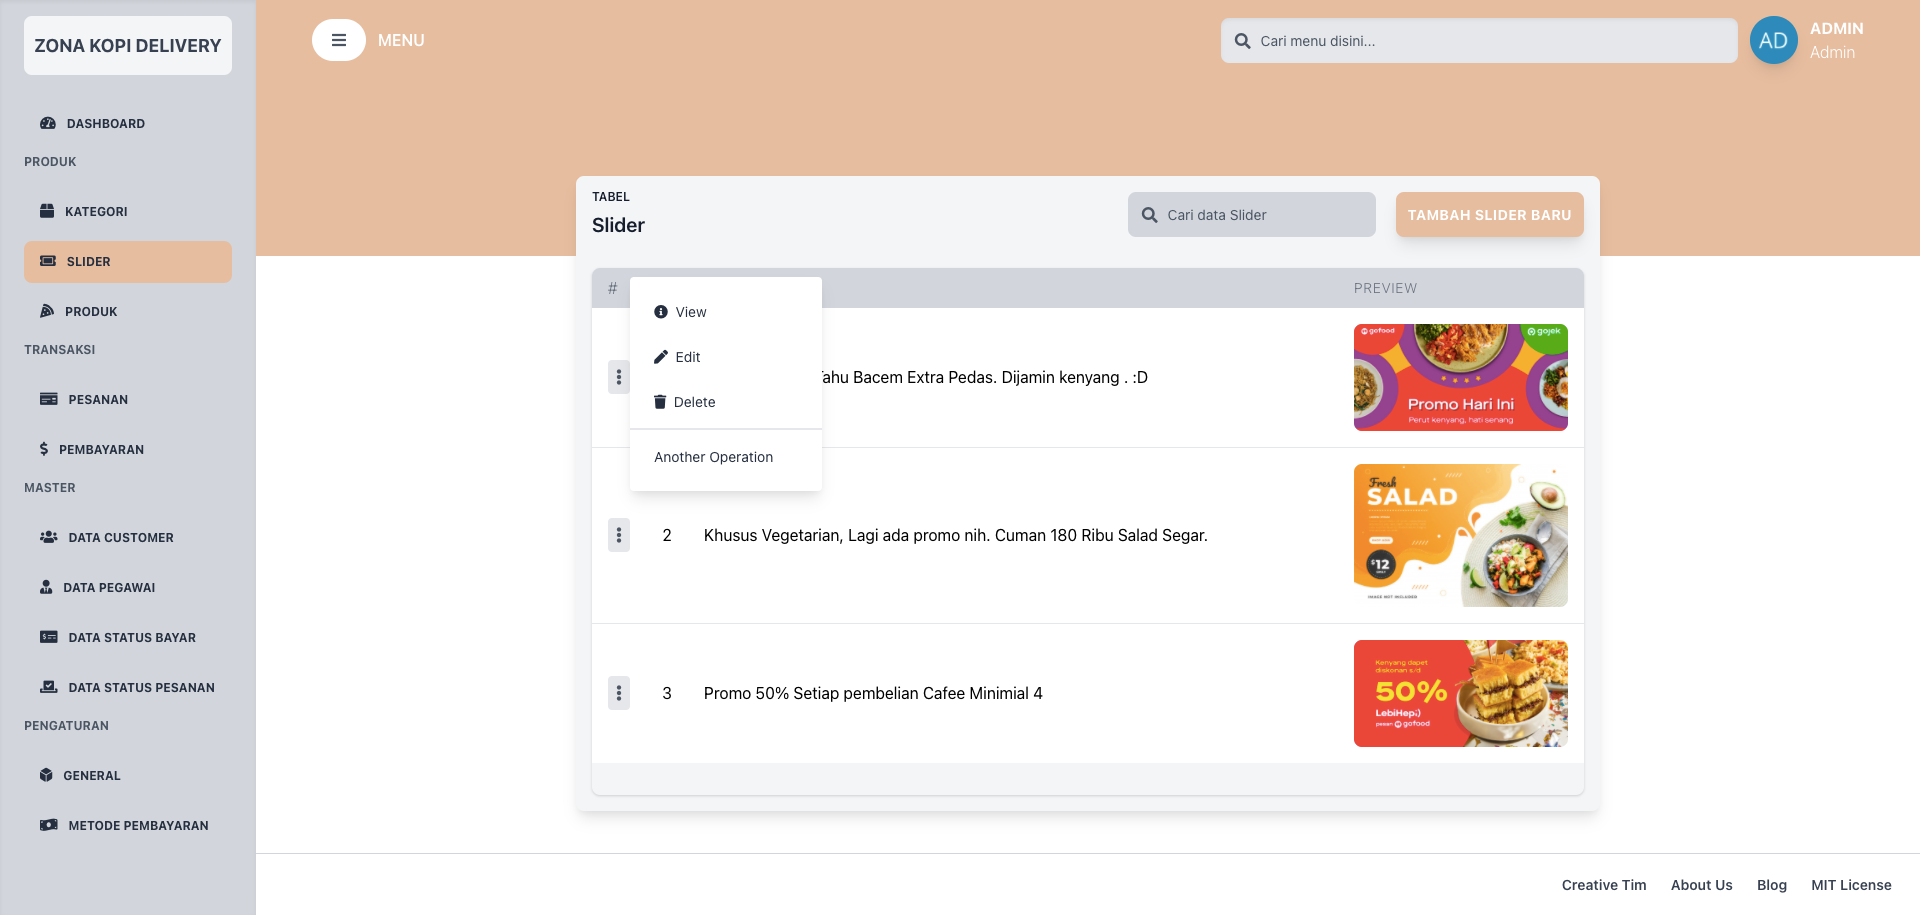 ZONA KOPI DELIVERY
DASHBOARD
PRODUK
KATEGORI
SLIDER
PRODUK
TRANSAKSI
PESANAN
PEMBAYARAN
MASTER
DATA CUSTOMER
DATA PEGAWAI
DATA STATUS BAYAR
DATA STATUS PESANAN
PENGATURAN
GENERAL
METODE PEMBAYARAN
MENU
Cari menu disini...
AD
ADMIN
Admin
TABEL
Slider
Cari data Slider
TAMBAH SLIDER BARU
#
PREVIEW
View
Edit
Delete
Another Operation
Tahu Bacem Extra Pedas. Dijamin kenyang . :D
gofood
gojek
Promo Hari Ini
Perut kenyang, hati senang
2
Khusus Vegetarian, Lagi ada promo nih. Cuman 180 Ribu Salad Segar.
Fresh
SALAD
$12
IMAGE NOT INCLUDED
3
Promo 50% Setiap pembelian Cafee Minimial 4
Kenyang dapet
diskonan s/d
50%
LebiHep;)
pesan gofood
Creative Tim
About Us
Blog
MIT License